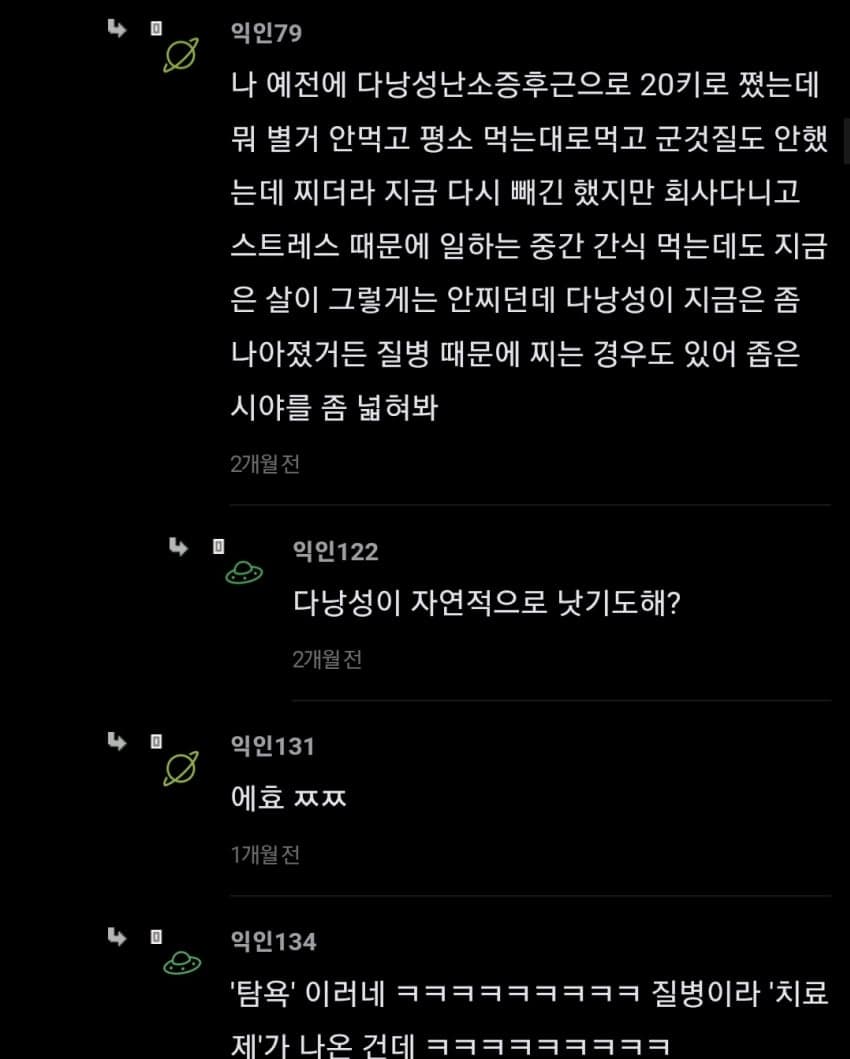 익인79
나 예전에 다낭성난소증후근으로 20키로 쪘는데
뭐 별거 안먹고 평소 먹는대로먹고 군것질도 안했
는데 찌더라 지금 다시 빼긴 했지만 회사다니고
스트레스 때문에 일하는 중간 간식 먹는데도 지금
은 살이 그렇게는 안찌던데 다낭성이 지금은 좀
나아졌거든 질병 때문에 찌는 경우도 있어 좁은
시야를 좀 넓혀봐
2개월 전
익인122
다낭성이 자연적으로 낫기도해?
2개월 전
익인131
에효 ㅉㅉ
1개월 전
익인134
'탐욕' 이러네 ㅋㅋㅋㅋㅋㅋㅋㅋㅋ 질병이라 '치료
제'가 나온 건데 ㅋㅋㅋㅋㅋㅋㅋㅋㅋ